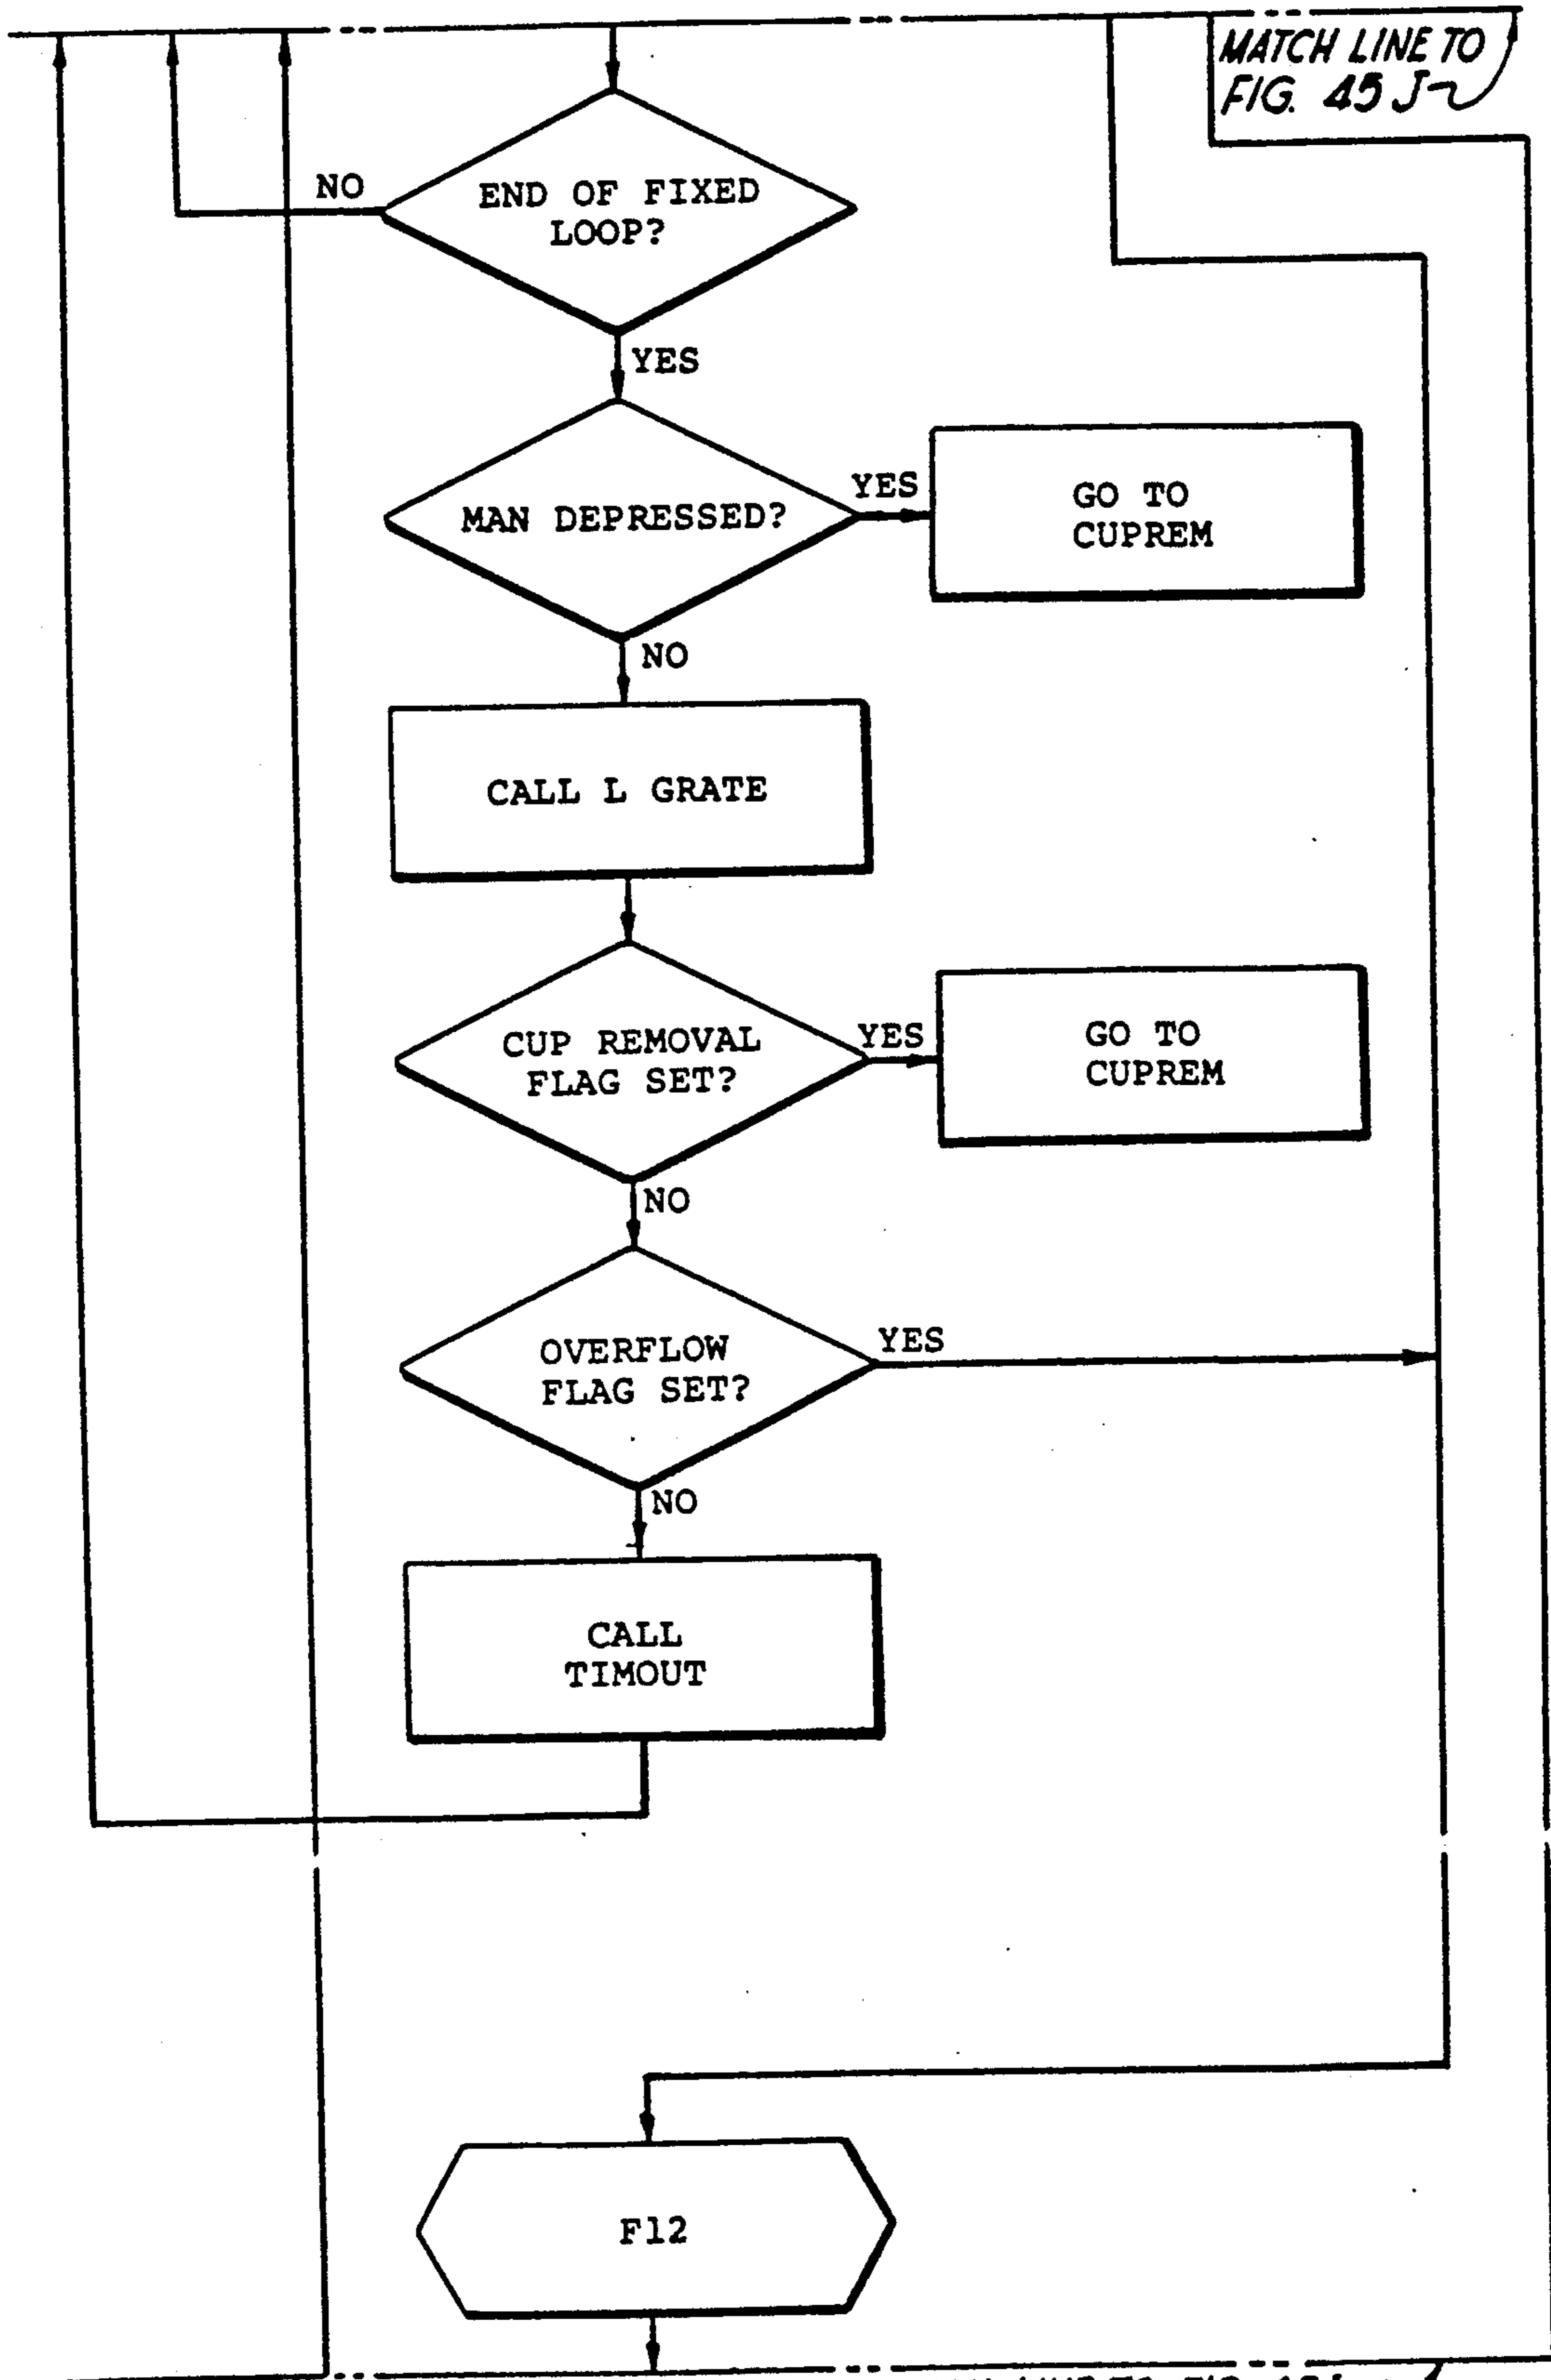 MATCH LINE TO
FIG. 45 J
NO
END OF FIXED
LOOP?
YES
MAN DEPRESSED?
YES
GO TO
CUPREM
NO
CALL L GRATE
CUP REMOVAL
FLAG SET?
YES
GO TO
CUPREM
NO
OVERFLOW
FLAG SET?
YES
NO
CALL
TIMOUT
F12